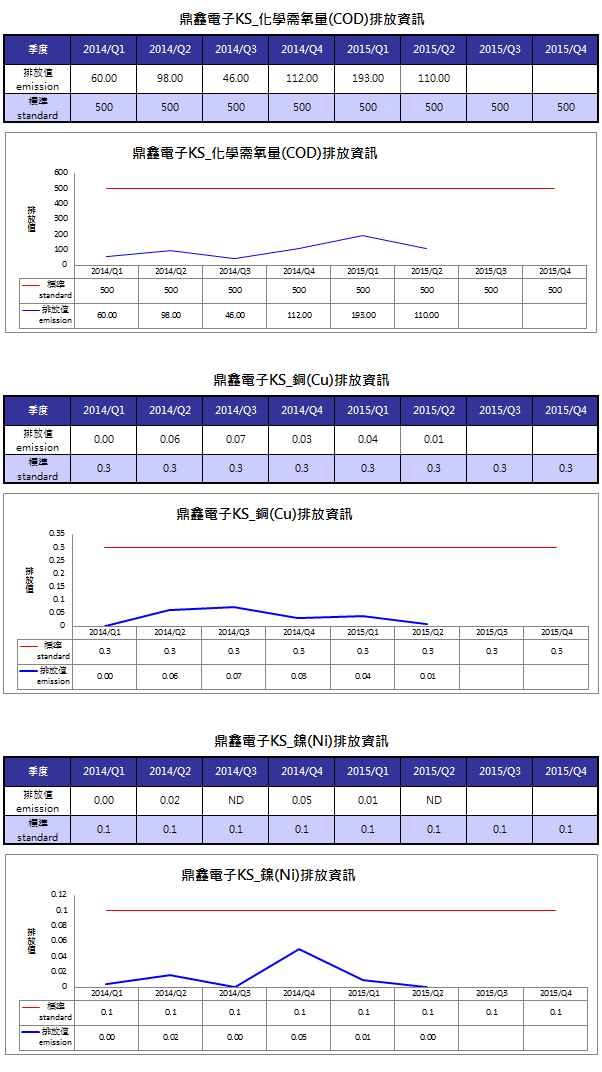 鼎鑫電子KS_化學需氧量(COD)排放資訊
季度 2014/Q1 2014/Q2 2014/Q3 2014/Q4 2015/Q1 2015/Q2 2015/Q3 2015/Q4
排放值
emission 60.00 98.00 46.00 112.00 193.00 110.00
標準
standard 500 500 500 500 500 500 500 500
鼎鑫電子KS_化學需氧量(COD)排放資訊
排放值
600
500
400
300
200
100
0
2014/Q1 2014/Q2 2014/Q3 2014/Q4 2015/Q1 2015/Q2 2015/Q3 2015/Q4
標準
standard 500 500 500 500 500 500 500 500
排放值
emission 60.00 98.00 46.00 112.00 193.00 110.00
鼎鑫電子KS_銅(Cu)排放資訊
季度 2014/Q1 2014/Q2 2014/Q3 2014/Q4 2015/Q1 2015/Q2 2015/Q3 2015/Q4
排放值
emission 0.00 0.06 0.07 0.03 0.04 0.01
標準
standard 0.3 0.3 0.3 0.3 0.3 0.3 0.3 0.3
鼎鑫電子KS_銅(Cu)排放資訊
排放值
0.35
0.3
0.25
0.2
0.15
0.1
0.05
0
2014/Q1 2014/Q2 2014/Q3 2014/Q4 2015/Q1 2015/Q2 2015/Q3 2015/Q4
標準
standard 0.3 0.3 0.3 0.3 0.3 0.3 0.3 0.3
排放值
emission 0.00 0.06 0.07 0.03 0.04 0.01
鼎鑫電子KS_鎳(Ni)排放資訊
季度 2014/Q1 2014/Q2 2014/Q3 2014/Q4 2015/Q1 2015/Q2 2015/Q3 2015/Q4
排放值
emission 0.00 0.02 ND 0.05 0.01 ND
標準
standard 0.1 0.1 0.1 0.1 0.1 0.1 0.1 0.1
鼎鑫電子KS_鎳(Ni)排放資訊
排放值
0.12
0.1
0.08
0.06
0.04
0.02
0
2014/Q1 2014/Q2 2014/Q3 2014/Q4 2015/Q1 2015/Q2 2015/Q3 2015/Q4
標準
standard 0.1 0.1 0.1 0.1 0.1 0.1 0.1 0.1
排放值
emission 0.00 0.02 0.00 0.05 0.01 0.00